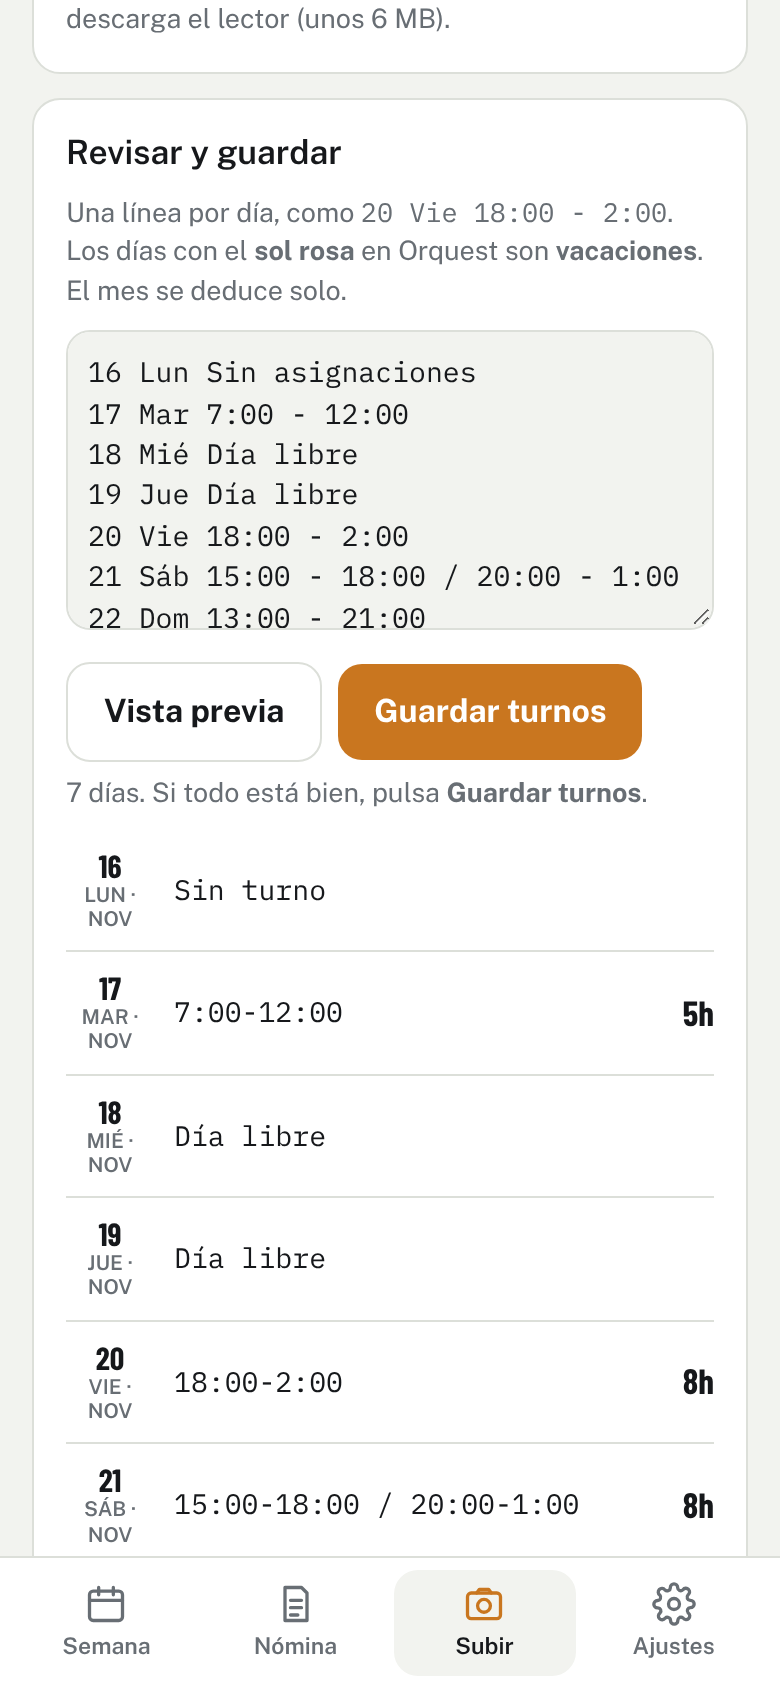 descarga el lector (unos 6 MB).
Revisar y guardar
Una línea por día, como 20 Vie 18:00 - 2:00.
Los días con el sol rosa en Orquest son vacaciones.
El mes se deduce solo.
16 Lun Sin asignaciones
17 Mar 7:00 - 12:00
18 Mié Día libre
19 Jue Día libre
20 Vie 18:00 - 2:00
21 Sáb 15:00 - 18:00 / 20:00 - 1:00
22 Dom 13:00 - 21:00
Vista previa
Guardar turnos
7 días. Si todo está bien, pulsa Guardar turnos.
16
LUN ·
NOV
Sin turno
17
MAR ·
NOV
7:00-12:00
5h
18
MIÉ ·
NOV
Día libre
19
JUE ·
NOV
Día libre
20
VIE ·
NOV
18:00-2:00
8h
21
SÁB ·
NOV
15:00-18:00 / 20:00-1:00
8h
Semana
Nómina
Subir
Ajustes